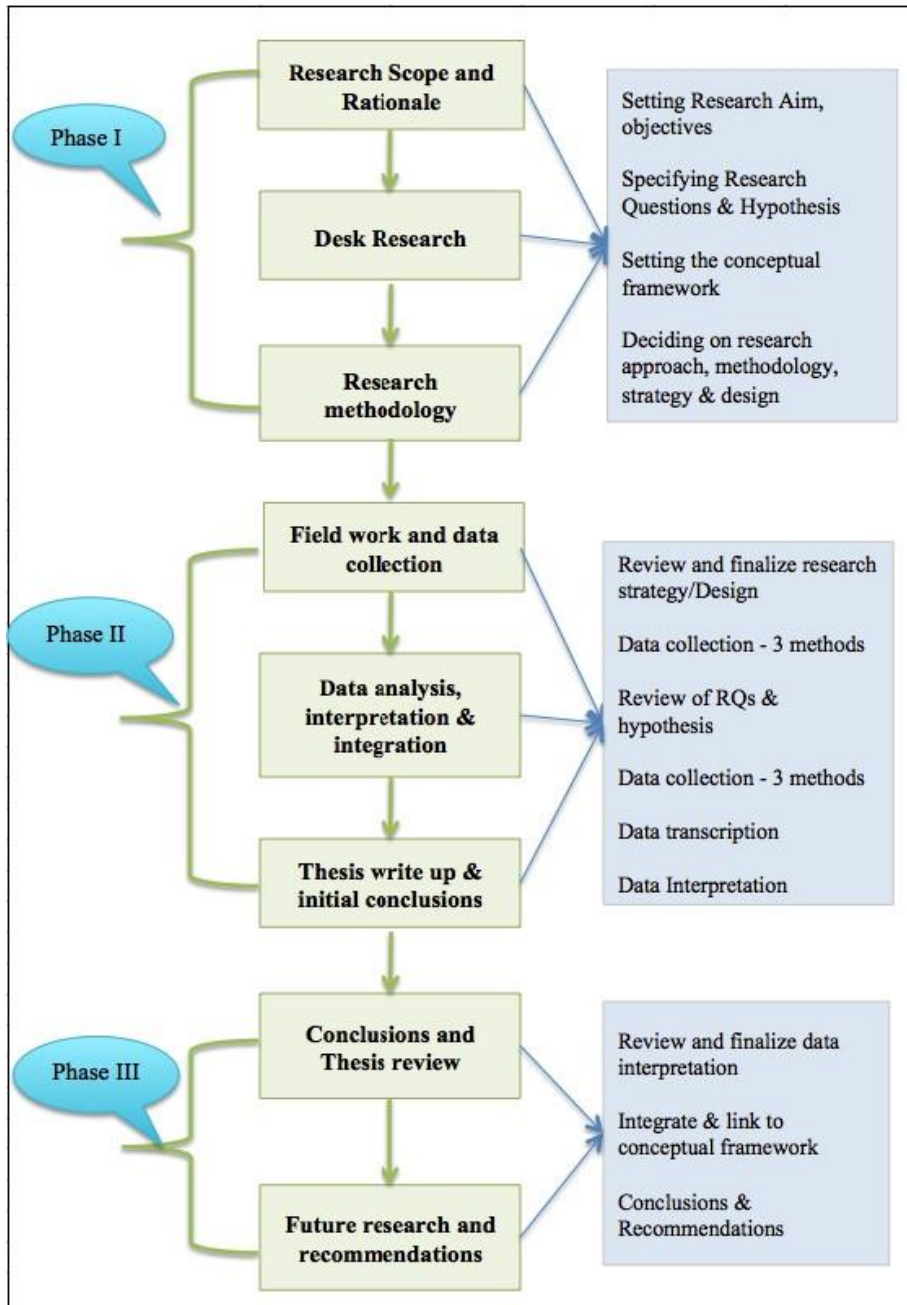 Phase I
Research Scope and
Rationale
Desk Research
Research
methodology
Setting Research Aim,
objectives
Specifying Research
Questions & Hypothesis
Setting the conceptual
framework
Deciding on research
approach, methodology,
strategy & design
Phase II
Field work and data
collection
Data analysis,
interpretation &
integration
Thesis write up &
initial conclusions
Review and finalize research
strategy/Design
Data collection - 3 methods
Review of RQs &
hypothesis
Data collection - 3 methods
Data transcription
Data Interpretation
Phase III
Conclusions and
Thesis review
Future research and
recommendations
Review and finalize data
interpretation
Integrate & link to
conceptual framework
Conclusions &
Recommendations